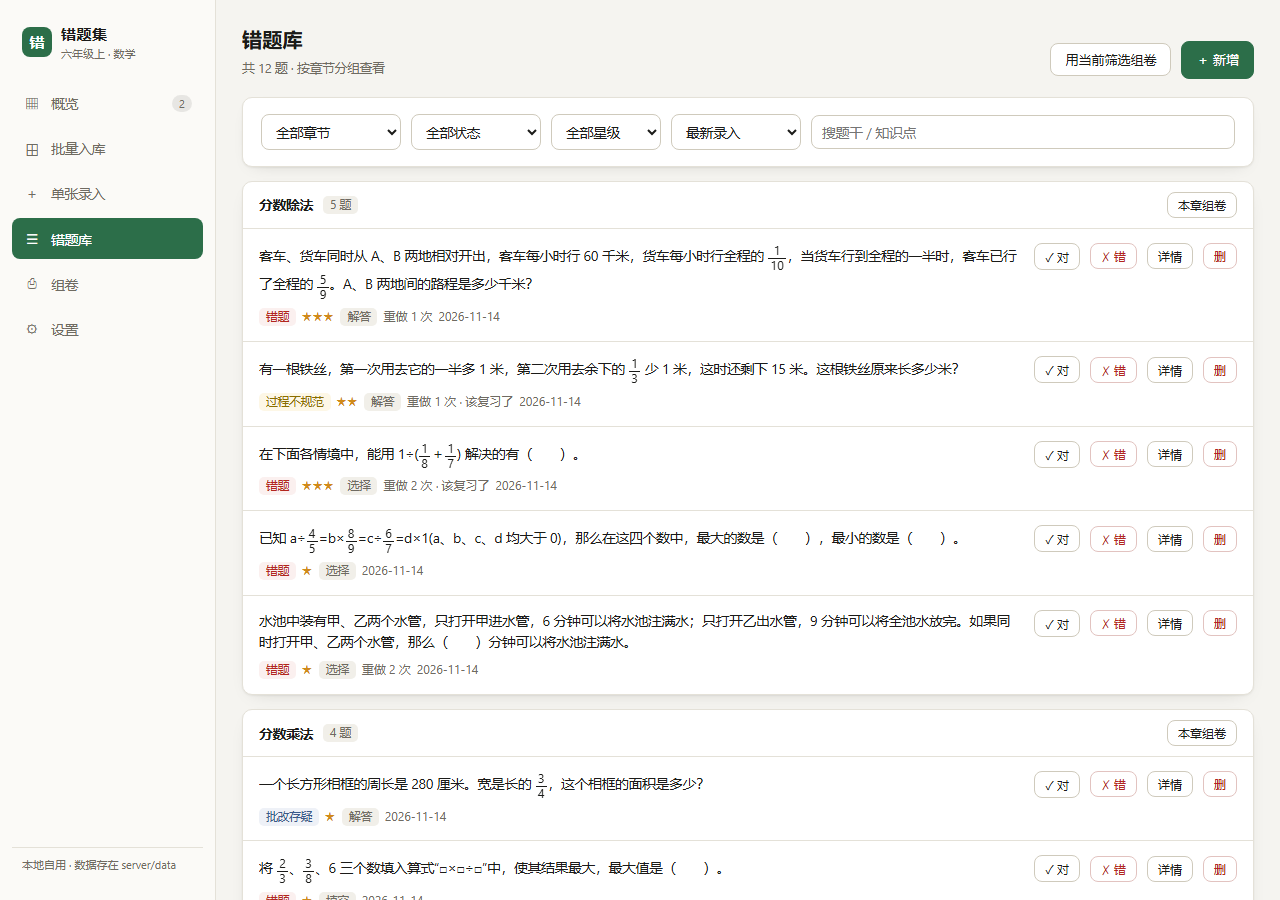 错 错题集
六年级上 · 数学
▦ 概览 2
田 批量入库
+ 单张录入
☰ 错题库
⎙ 组卷
⚙ 设置
本地自用 · 数据存在 server/data
错题库
共 12 题 · 按章节分组查看
用当前筛选组卷
+ 新增
全部章节 全部状态 全部星级 最新录入 搜题干 / 知识点
分数除法 5 题 本章组卷
客车、货车同时从 A、B 两地相对开出，客车每小时行 60 千米，货车每小时行全程的 1/10，当货车行到全程的一半时，客车已行
了全程的 5/9。A、B 两地间的路程是多少千米？
✓ 对 ✗ 错 详情 删
错题 ★★★ 解答 重做 1 次 2026-11-14
有一根铁丝，第一次用去它的一半多 1 米，第二次用去余下的 1/3 少 1 米，这时还剩下 15 米。这根铁丝原来长多少米？
✓ 对 ✗ 错 详情 删
过程不规范 ★★ 解答 重做 1 次 · 该复习了 2026-11-14
在下面各情境中，能用 1÷(1/8 + 1/7) 解决的有（　　）。
✓ 对 ✗ 错 详情 删
错题 ★★★ 选择 重做 2 次 · 该复习了 2026-11-14
已知 a÷4/5=b×8/9=c÷6/7=d×1(a、b、c、d 均大于 0)，那么在这四个数中，最大的数是（　　），最小的数是（　　）。
✓ 对 ✗ 错 详情 删
错题 ★ 选择 2026-11-14
水池中装有甲、乙两个水管，只打开甲进水管，6 分钟可以将水池注满水；只打开乙出水管，9 分钟可以将全池水放完。如果同
时打开甲、乙两个水管，那么（　　）分钟可以将水池注满水。
✓ 对 ✗ 错 详情 删
错题 ★ 选择 重做 2 次 2026-11-14
分数乘法 4 题 本章组卷
一个长方形相框的周长是 280 厘米。宽是长的 3/4，这个相框的面积是多少？
✓ 对 ✗ 错 详情 删
批改存疑 ★ 解答 2026-11-14
将 2/3、3/8、6 三个数填入算式“□×□÷□”中，使其结果最大，最大值是（　　）。
✓ 对 ✗ 错 详情 删
错题 ★ 填空 2026-11-14